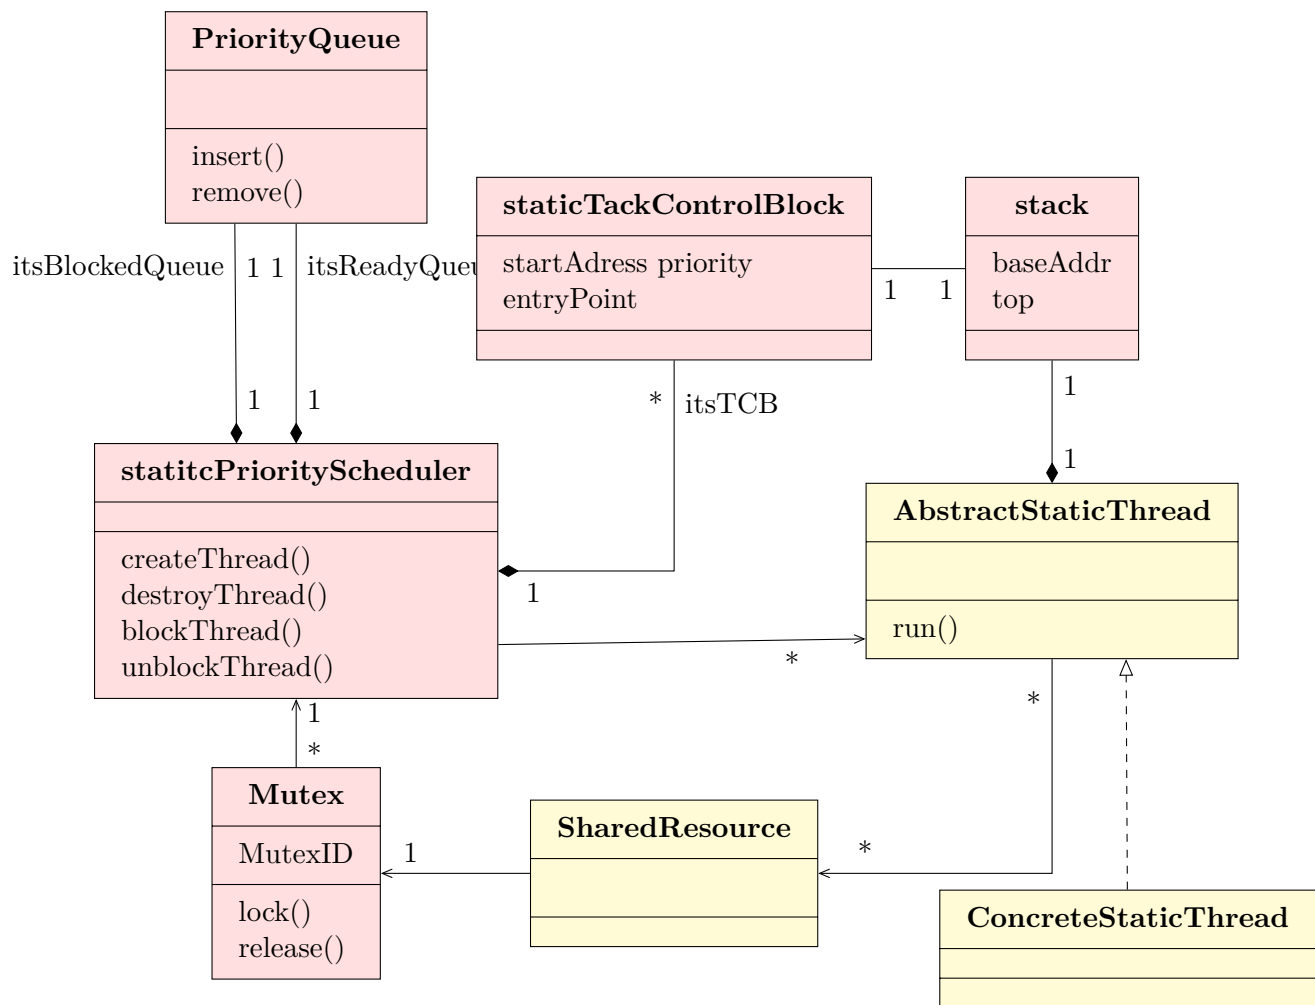 PriorityQueue
insert()
remove()
staticTackControlBlock
startAdress priority
entryPoint
stack
baseAddr
top
itsBlockedQueue
1
1
itsReadyQueu
1
1
1
1
*
itsTCB
1
1
statitcPriorityScheduler
createThread()
destroyThread()
blockThread()
unblockThread()
1
AbstractStaticThread
run()
*
*
1
*
Mutex
MutexID
lock()
release()
1
SharedResource
*
ConcreteStaticThread